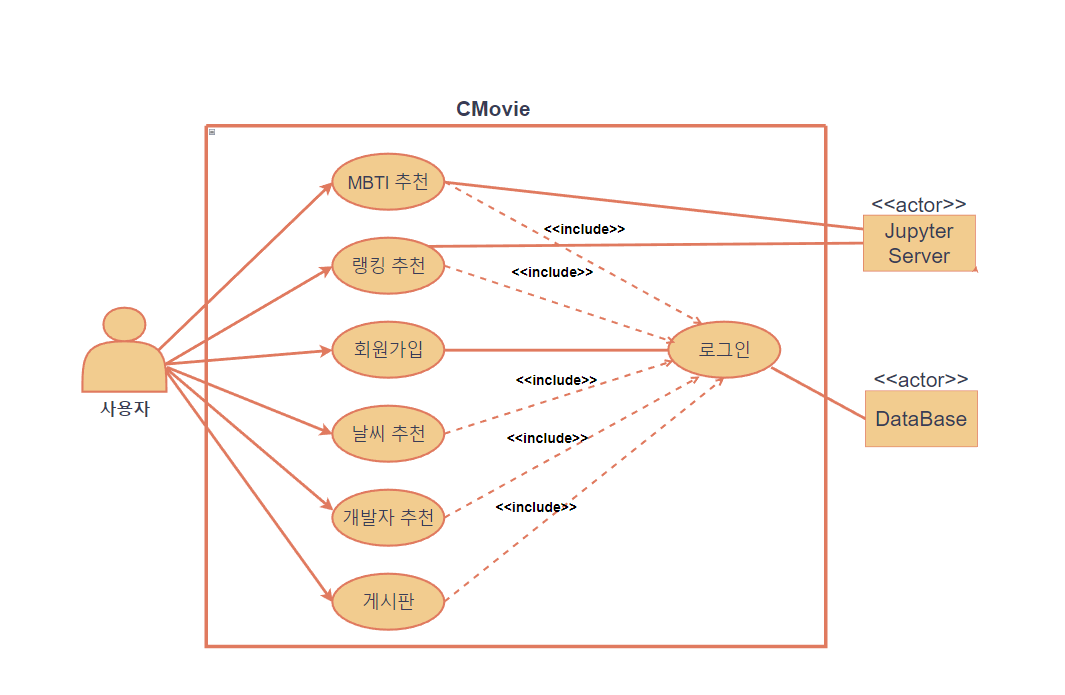 CMovie
MBTI 추천
<<actor>>
Jupyter
Server
<<include>>
랭킹 추천
<<include>>
사용자
회원가입
로그인
<<include>>
<<actor>>
DataBase
날씨 추천
<<include>>
개발자 추천
<<include>>
게시판